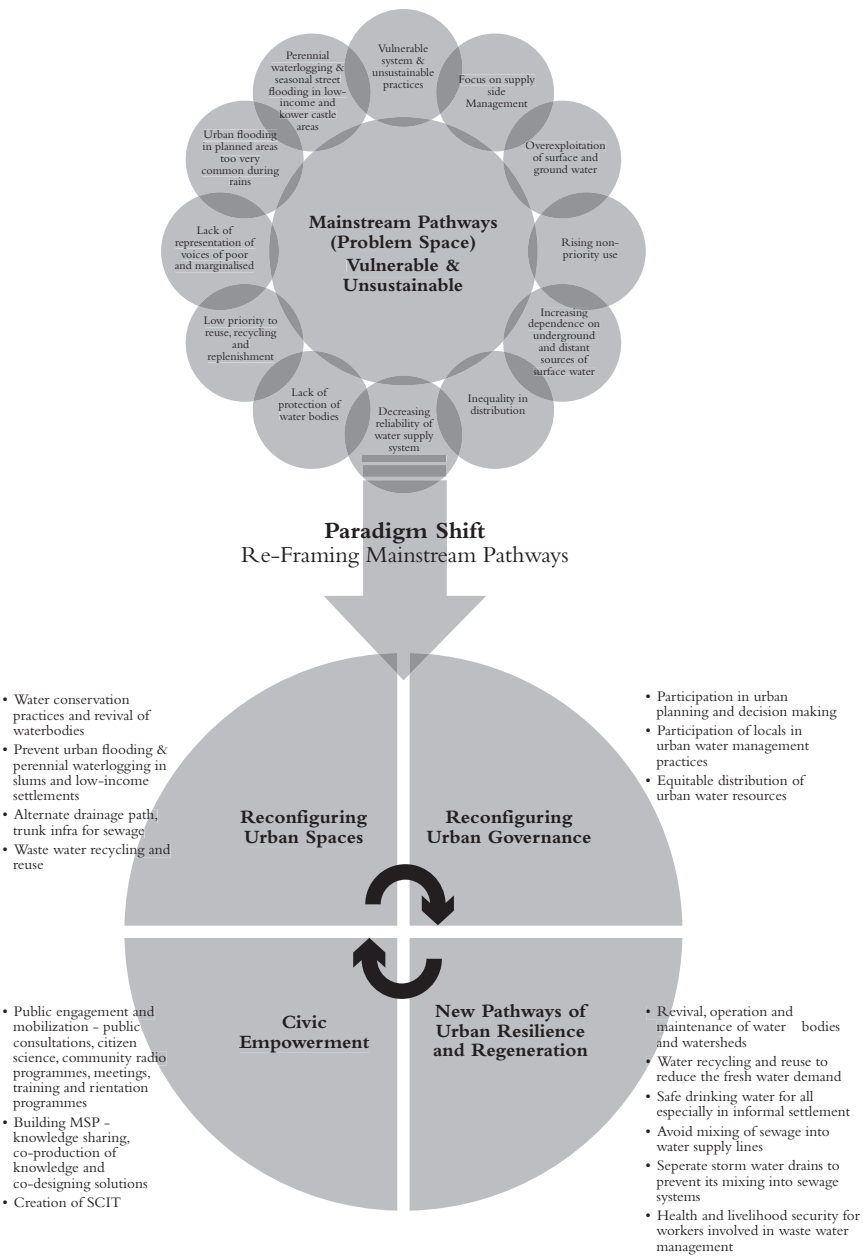 Vulnerable
system &
unsustainable
practices
Focus on supply
side
Management
Overexploitation
of surface and
ground water
Rising non-
priority use
Increasing
dependence on
underground
and distant
sources of
surface water
Inequality in
distribution
Decreasing
reliability of
water supply
system
Lack of
protection of
water bodies
Low priority to
reuse, recycling
and
replenishment
Lack of
representation of
voices of poor
and marginalised
Urban flooding
in planned areas
too very
common during
rains
Perennial
waterlogging &
seasonal street
flooding in low-
income and
kower castle
areas
Mainstream Pathways
(Problem Space)
Vulnerable &
Unsustainable
Paradigm Shift
Re-Framing Mainstream Pathways
• Water conservation
practices and revival of
waterbodies
• Prevent urban flooding &
perennial waterlogging in
slums and low-income
settlements
• Alternate drainage path,
trunk infra for sewage
• Waste water recycling and
reuse
Reconfiguring
Urban Spaces
Reconfiguring
Urban Governance
• Participation in urban
planning and decision making
• Participation of locals in
urban water management
practices
• Equitable distribution of
urban water resources
• Public engagement and
mobilization - public
consultations, citizen
science, community radio
programmes, meetings,
training and rientation
programmes
• Building MSP -
knowledge sharing,
co-production of
knowledge and
co-designing solutions
• Creation of SCIT
Civic
Empowerment
New Pathways of
Urban Resilience
and Regeneration
• Revival, operation and
maintenance of water bodies
and watersheds
• Water recycling and reuse to
reduce the fresh water demand
• Safe drinking water for all
especially in informal settlement
• Avoid mixing of sewage into
water supply lines
• Seperate storm water drains to
prevent its mixing into sewage
systems
• Health and livelihood security for
workers involved in waste water
management